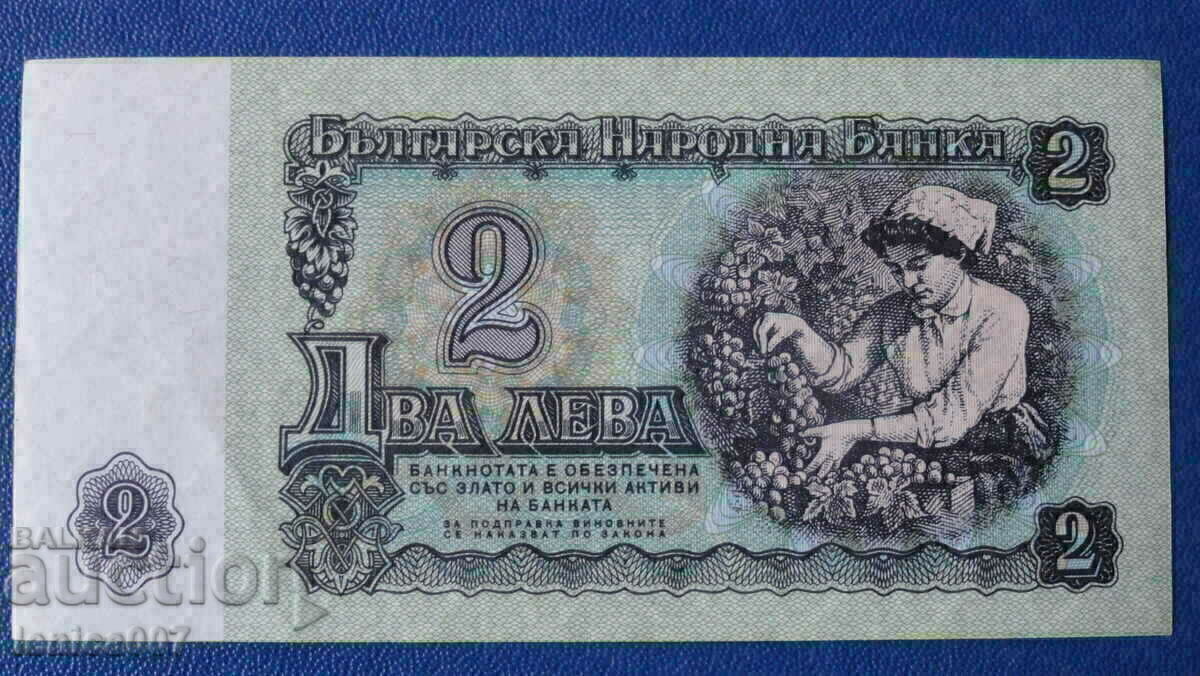 Българска Народна Банка
2
2
Два лева
БАНКНОТАТА Е ОБЕЗПЕЧЕНА
СЪС ЗЛАТО И ВСИЧКИ АКТИВИ
НА БАНКАТА
ЗА ПОДПРАВКА ВИНОВНИТЕ
СЕ НАКАЗВАТ ПО ЗАКОНА
2
2
auction